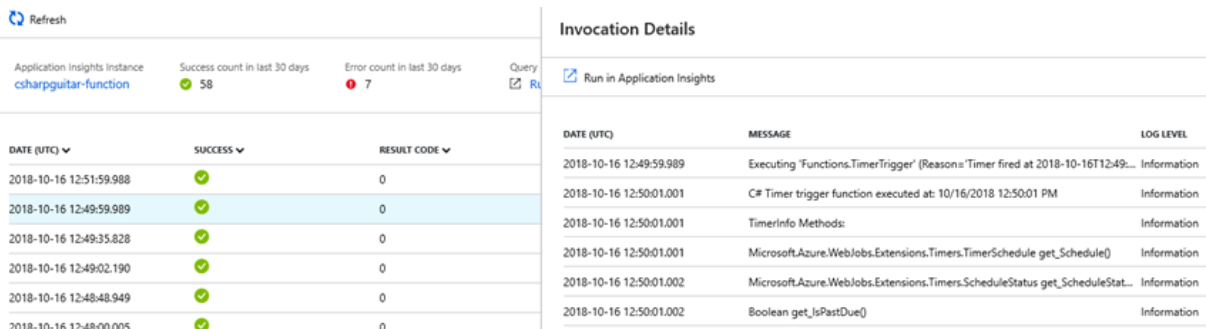 Refresh
Application Insights Instance Success count in last 30 days Error count in last 30 days Query
csharpguitar-function 58 7
DATE (UTC) SUCCESS RESULT CODE
2018-10-16 12:51:59.988 0
2018-10-16 12:49:59.989 0
2018-10-16 12:49:35.828 0
2018-10-16 12:49:02.190 0
2018-10-16 12:48:48.949 0
2018-10-16 12:48:00.005 0
Invocation Details
Run in Application Insights
DATE (UTC) MESSAGE LOG LEVEL
2018-10-16 12:49:59.989 Executing 'Functions.TimerTrigger' (Reason='Timer fired at 2018-10-16T12:49:... Information
2018-10-16 12:50:01.001 C# Timer trigger function executed at: 10/16/2018 12:50:01 PM Information
2018-10-16 12:50:01.001 TimerInfo Methods: Information
2018-10-16 12:50:01.001 Microsoft.Azure.WebJobs.Extensions.Timers.TimerSchedule get_Schedule() Information
2018-10-16 12:50:01.002 Microsoft.Azure.WebJobs.Extensions.Timers.ScheduleStatus get_ScheduleStat... Information
2018-10-16 12:50:01.002 Boolean get_IsPastDue() Information